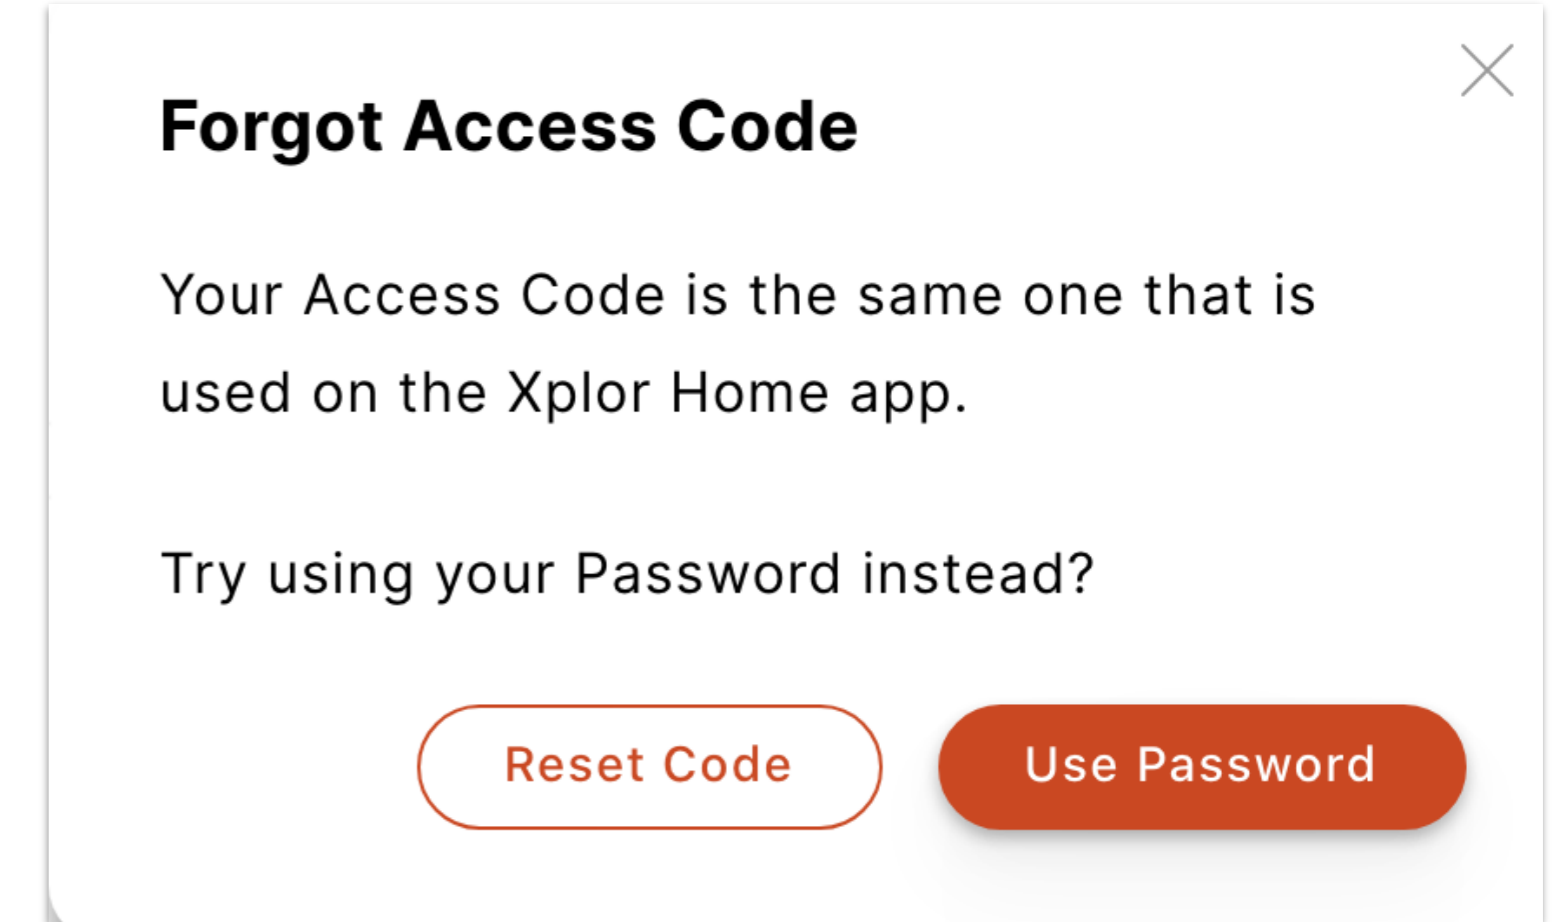 Forgot Access Code
Your Access Code is the same one that is
used on the Xplor Home app.
Try using your Password instead?
Reset Code
Use Password